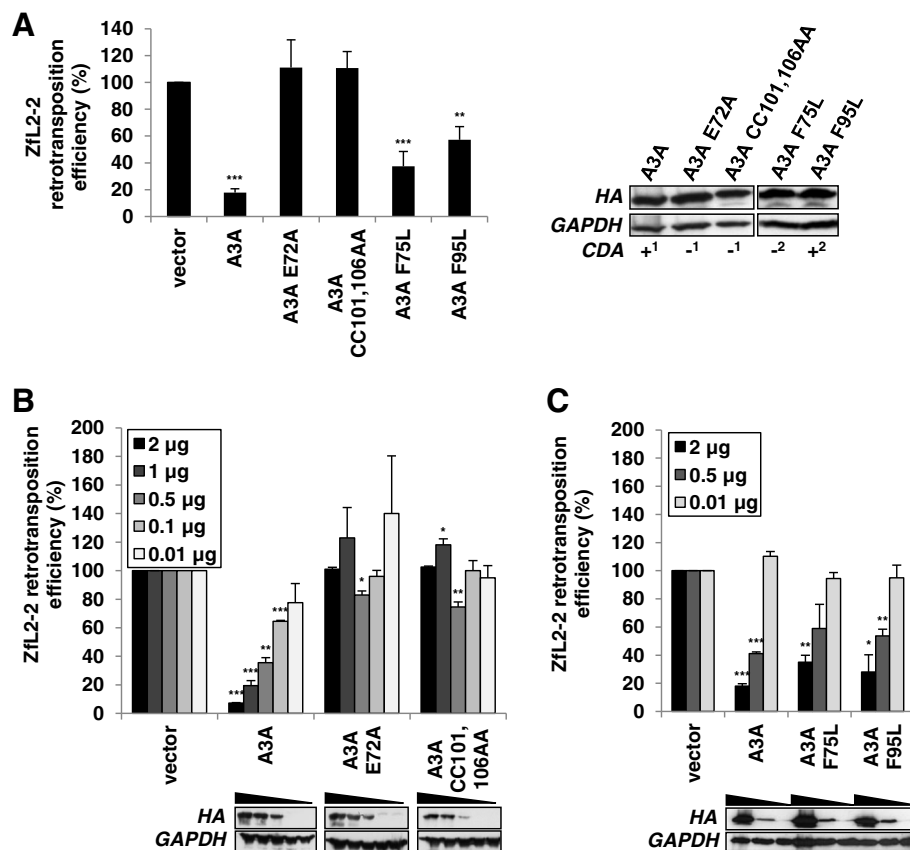 A
ZfL2-2
retrotransposition
efficiency (%)
140
120
100
80
60
40
20
0
***
***
**
vector
A3A
A3A E72A
A3A
CC101,106AA
A3A F75L
A3A F95L
A3A
A3A E72A
A3A CC101,106AA
A3A F75L
A3A F95L
HA
GAPDH
CDA
+1
-1
-1
-2
+2
B
ZfL2-2 retrotransposition
efficiency (%)
200
180
160
140
120
100
80
60
40
20
0
2 µg
1 µg
0.5 µg
0.1 µg
0.01 µg
***
***
**
***
*
*
**
vector
A3A
A3A
E72A
A3A
CC101,
106AA
HA
GAPDH
C
ZfL2-2 retrotransposition
efficiency (%)
200
180
160
140
120
100
80
60
40
20
0
2 µg
0.5 µg
0.01 µg
***
***
**
*
**
vector
A3A
A3A
F75L
A3A
F95L
HA
GAPDH